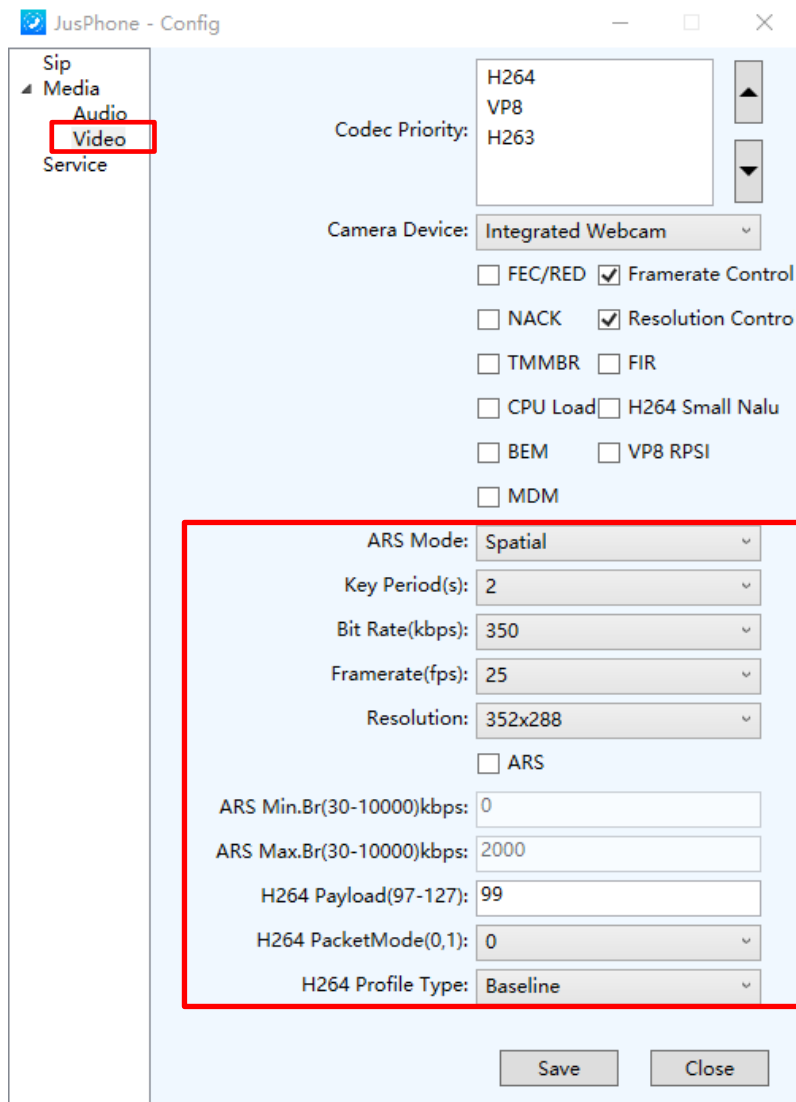 JusPhone - Config
Sip
Media
Audio
Video
Service
Codec Priority:
H264
VP8
H263
Camera Device: Integrated Webcam
FEC/RED Framerate Control
NACK Resolution Contro
TMMBR FIR
CPU Load H264 Small Nalu
BEM VP8 RPSI
MDM
ARS Mode: Spatial
Key Period(s): 2
Bit Rate(kbps): 350
Framerate(fps): 25
Resolution: 352x288
ARS
ARS Min.Br(30-10000)kbps: 0
ARS Max.Br(30-10000)kbps: 2000
H264 Payload(97-127): 99
H264 PacketMode(0,1): 0
H264 Profile Type: Baseline
Save Close